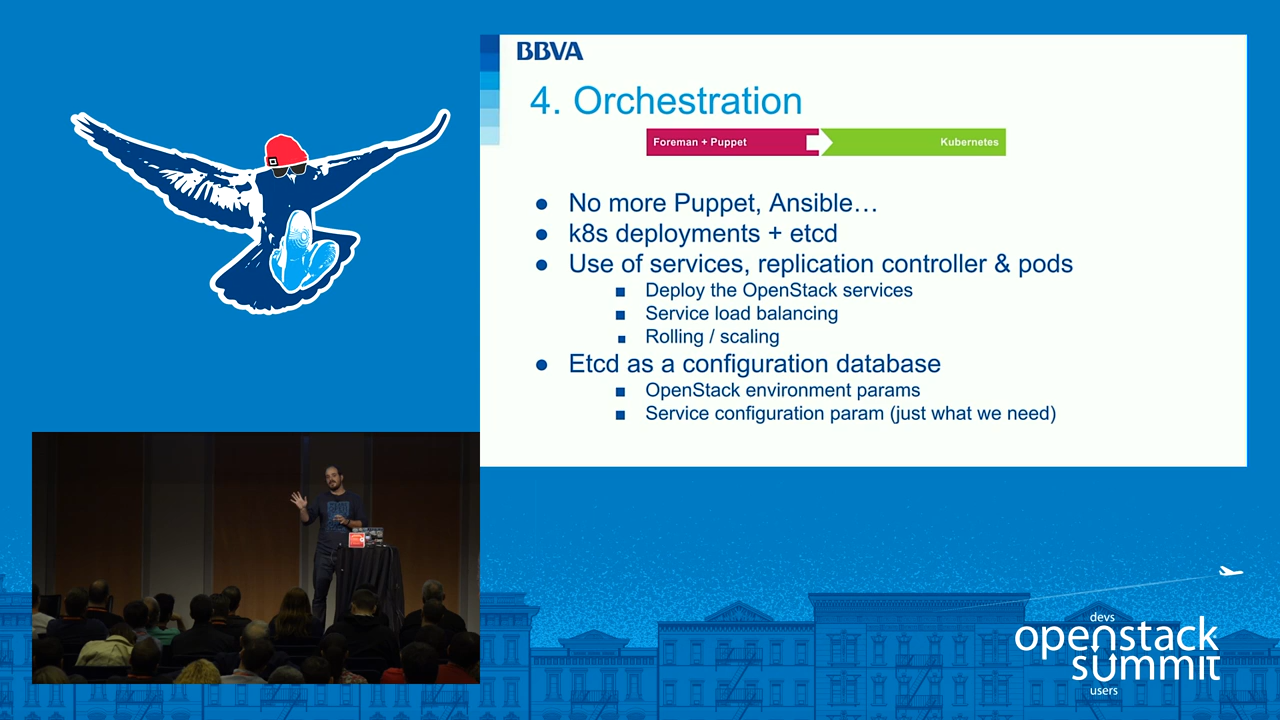 BBVA
4. Orchestration
Foreman + Puppet
Kubernetes
● No more Puppet, Ansible…
● k8s deployments + etcd
● Use of services, replication controller & pods
■ Deploy the OpenStack services
■ Service load balancing
■ Rolling / scaling
● Etcd as a configuration database
■ OpenStack environment params
■ Service configuration param (just what we need)
devs
openstack
summit
users